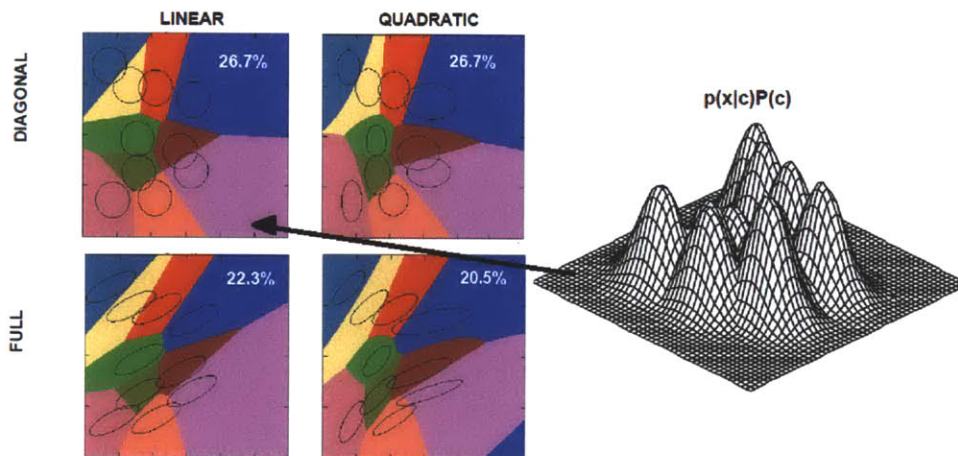 LINEAR
QUADRATIC
DIAGONAL
26.7%
26.7%
p(x|c)P(c)
FULL
22.3%
20.5%